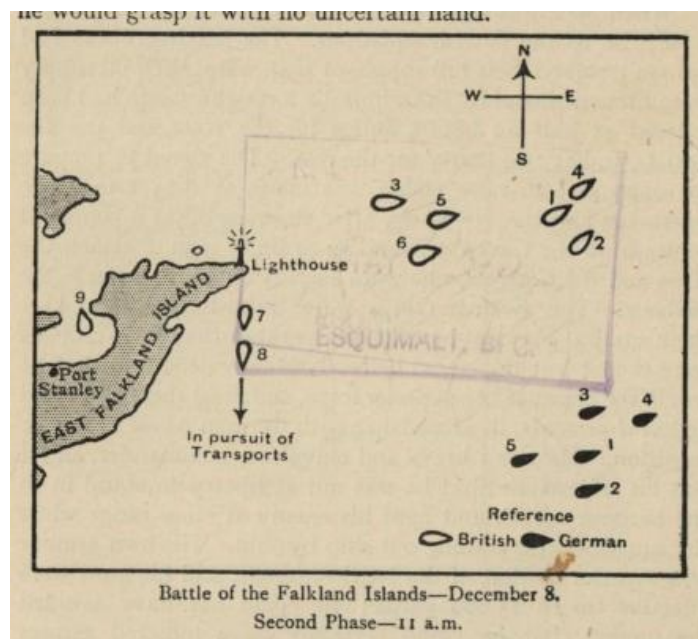 he would grasp it with no uncertain hand.
N
W E
S
3
5
6
4
1
2
Lighthouse
EAST FALKLAND ISLAND
9
7
8
Port
Stanley
ESQUIMALT, B.C.
In pursuit of
Transports
3
4
5
1
2
Reference
British German
Battle of the Falkland Islands—December 8.
Second Phase—11 a.m.